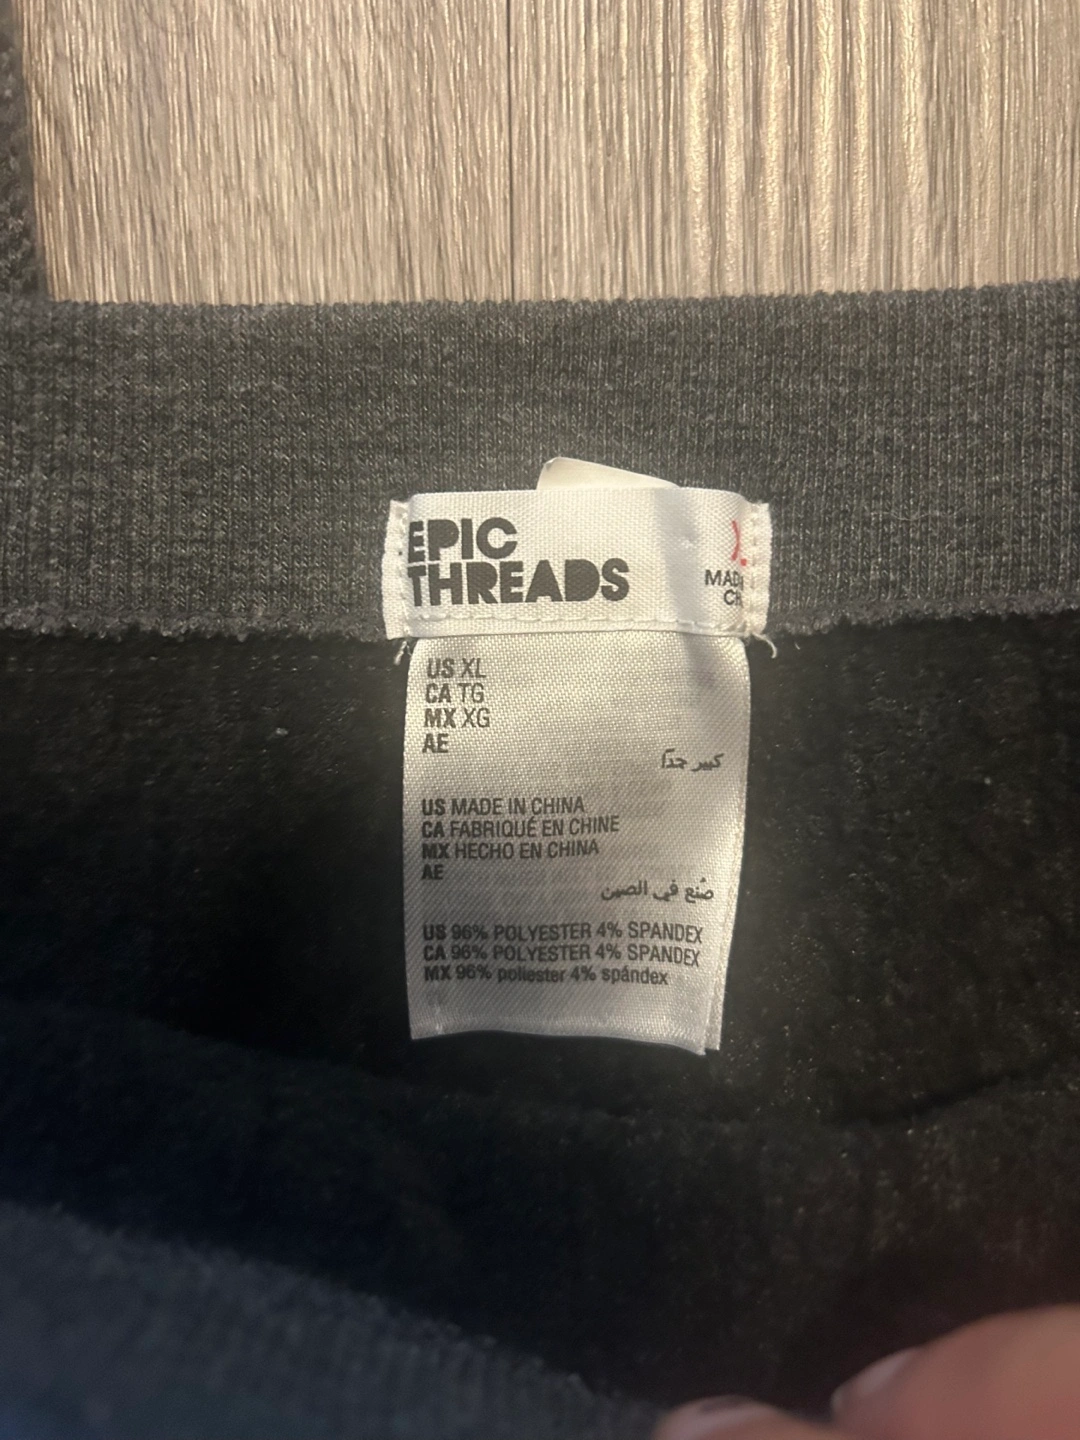 EPIC
THREADS
US XL
CA TG
MX XG
AE
كبير جدًا
US MADE IN CHINA
CA FABRIQUÉ EN CHINE
MX HECHO EN CHINA
AE
صُنع في الصين
US 96% POLYESTER 4% SPANDEX
CA 96% POLYESTER 4% SPANDEX
MX 96% poliester 4% spándex